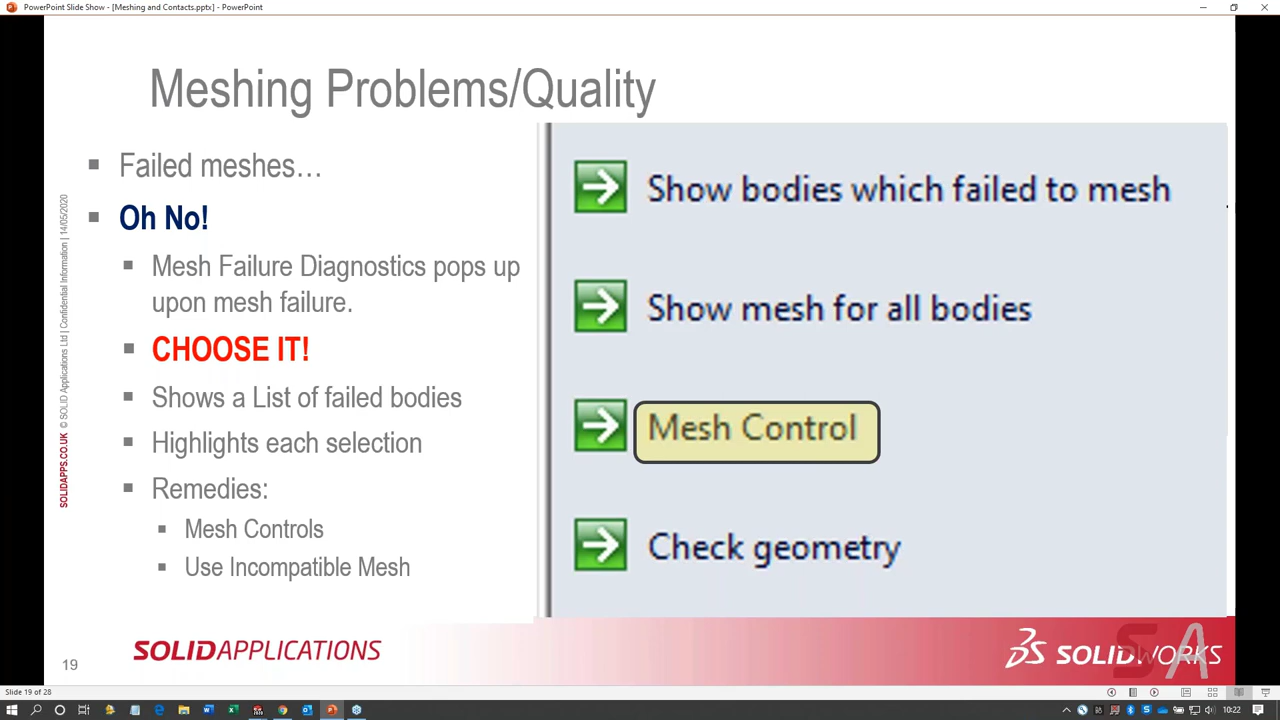 PowerPoint Slide Show - [Meshing and Contacts.pptx] - PowerPoint
Meshing Problems/Quality
Failed meshes…
Oh No!
Mesh Failure Diagnostics pops up
upon mesh failure.
CHOOSE IT!
Shows a List of failed bodies
Highlights each selection
Remedies:
Mesh Controls
Use Incompatible Mesh
Show bodies which failed to mesh
Show mesh for all bodies
Mesh Control
Check geometry
SOLIDAPPS.CO.UK © SOLID Applications Ltd | Confidential Information | 14/05/2020
19
SOLIDAPPLICATIONS
SOLIDWORKS
SA
Slide 19 of 28
10:22